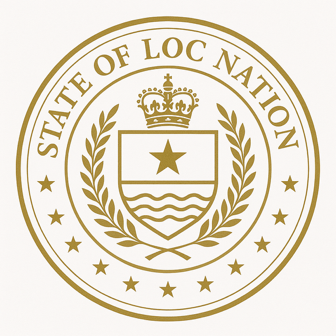 STATE OF LOC NATION